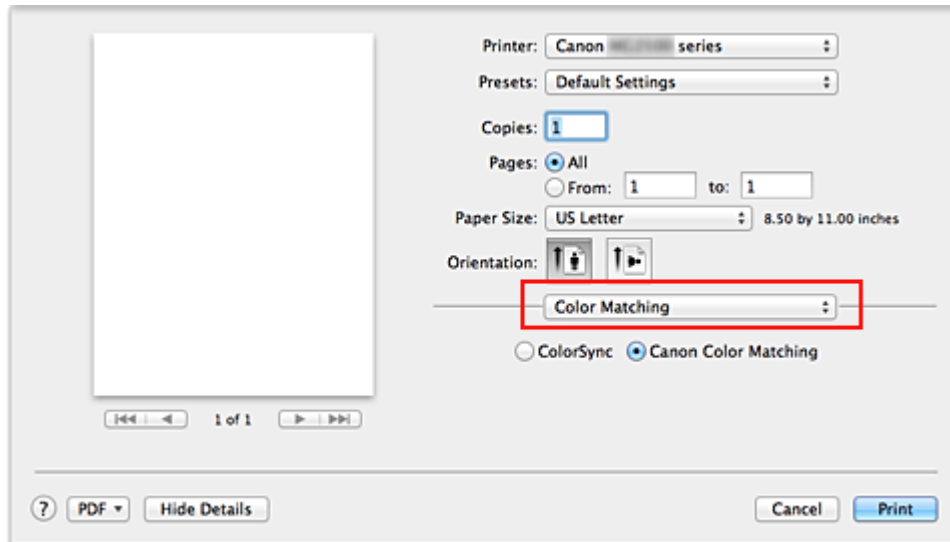 Printer: Canon series
Presets: Default Settings
Copies: 1
Pages: All
From: 1 to: 1
Paper Size: US Letter 8.50 by 11.00 inches
Orientation:
Color Matching
ColorSync Canon Color Matching
1 of 1
? PDF Hide Details Cancel Print